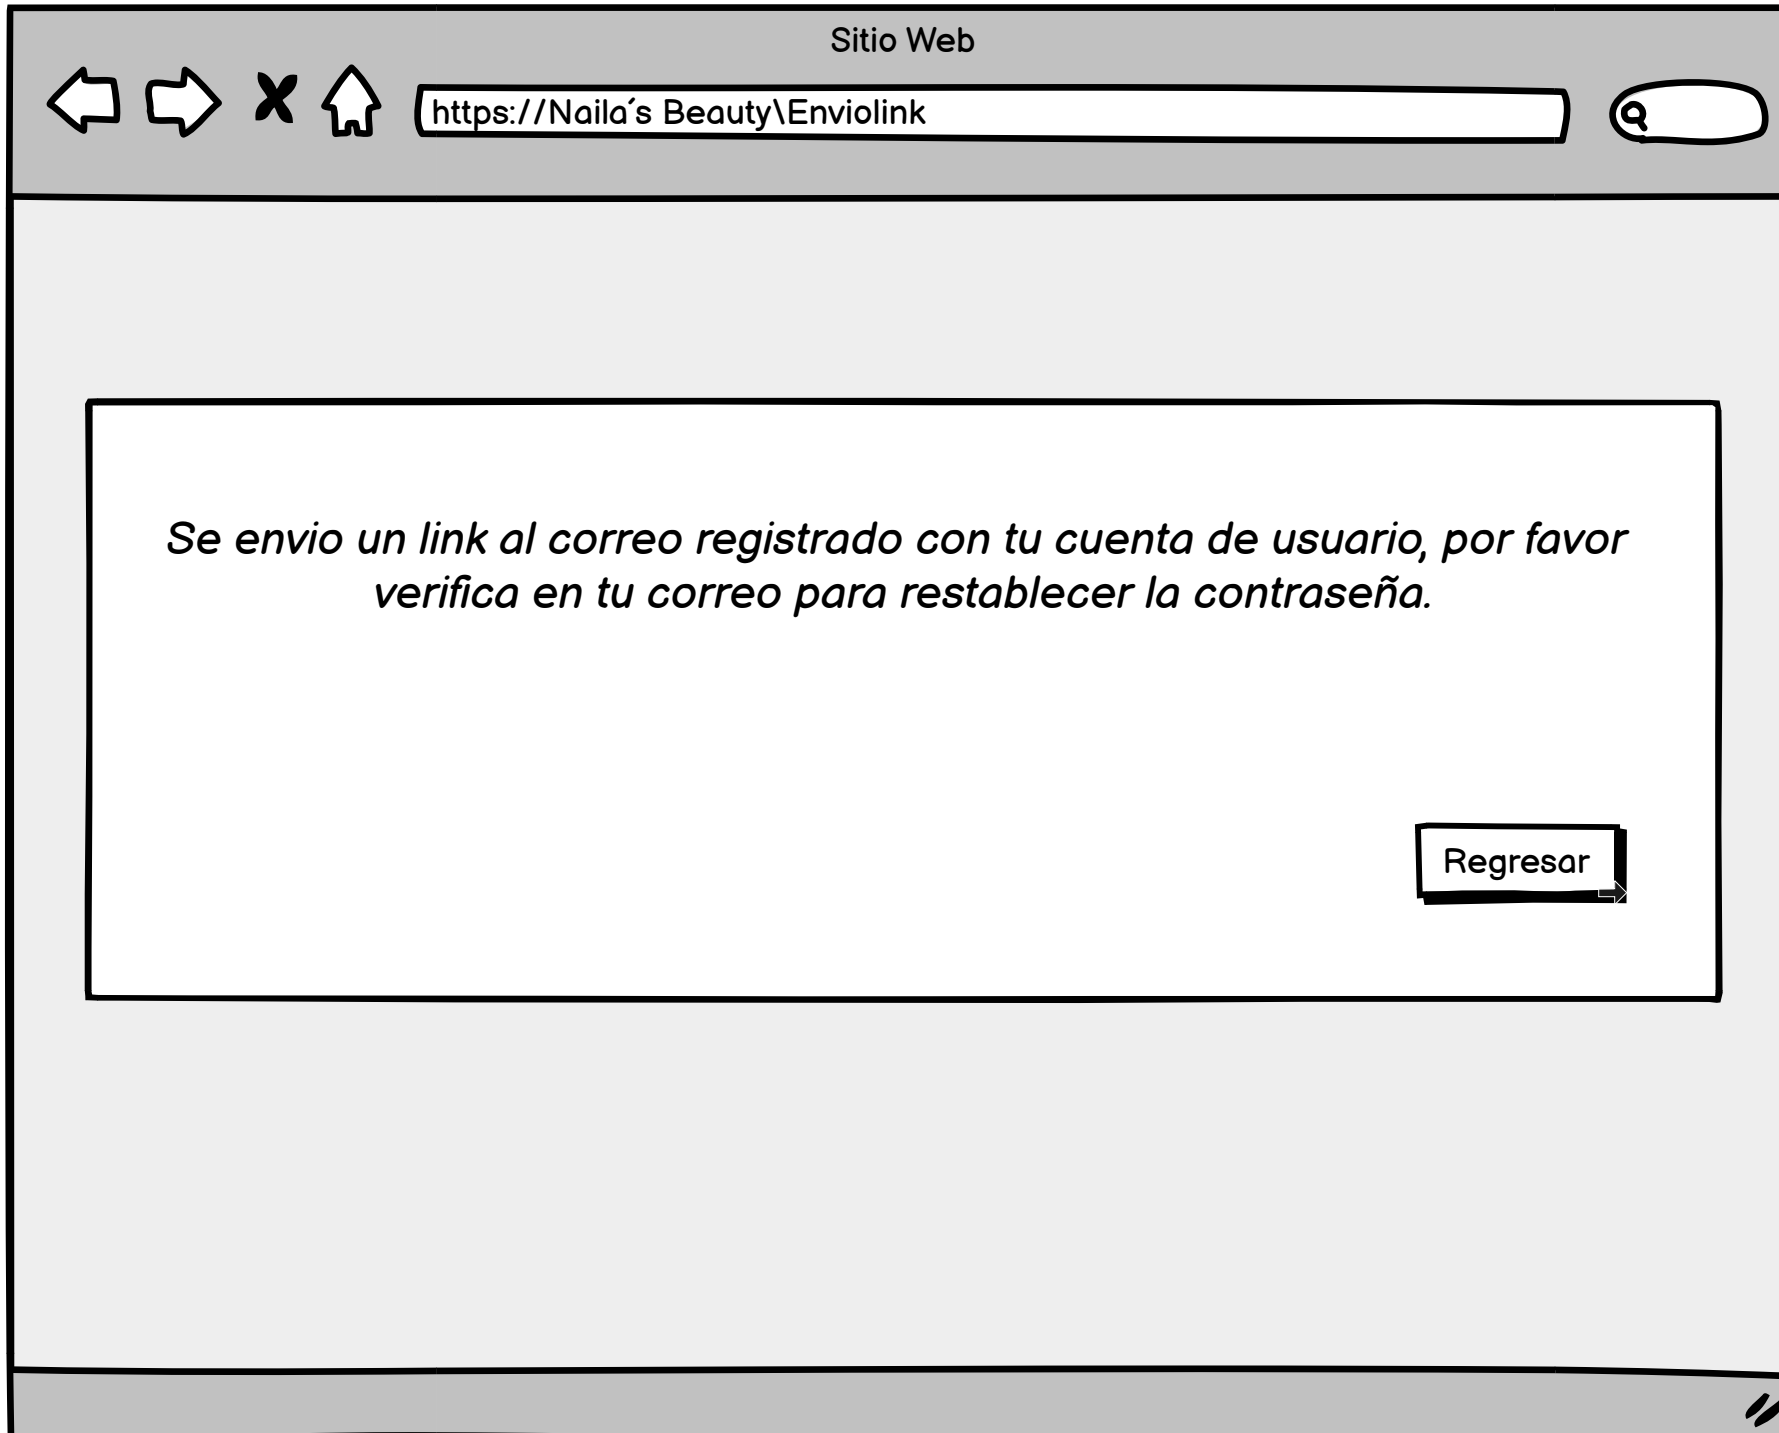 Sitio Web
https://Naila´s Beauty\Enviolink
Se envio un link al correo registrado con tu cuenta de usuario, por favor
verifica en tu correo para restablecer la contraseña.
Regresar